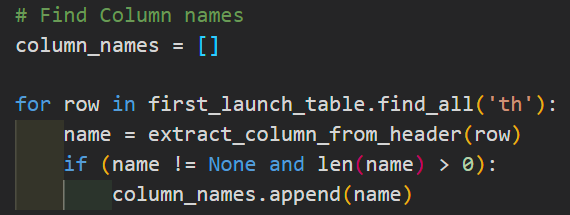 # Find Column names
column_names = []
for row in first_launch_table.find_all('th'):
    name = extract_column_from_header(row)
    if (name != None and len(name) > 0):
        column_names.append(name)